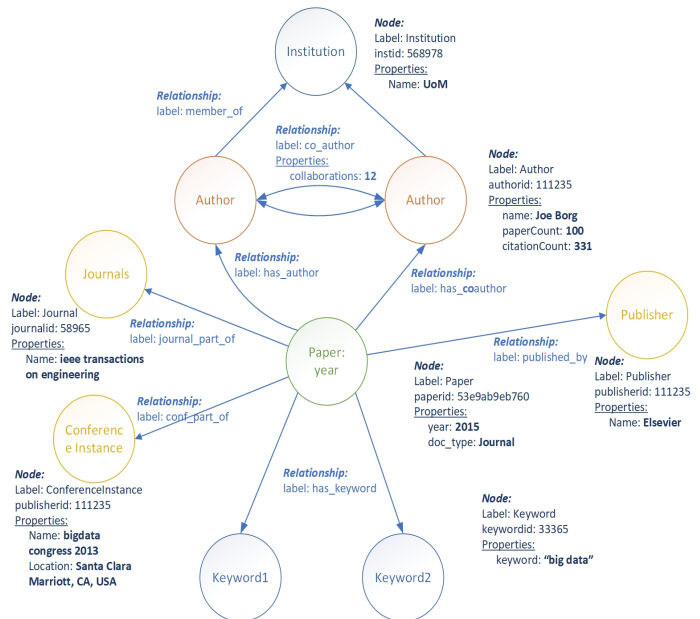 Node:
Label: Institution
instid: 568978
Properties:
Name: UoM
Institution
Relationship:
label: member_of
Relationship:
label: co_author
Properties:
collaborations: 12
Author
Author
Node:
Label: Author
authorid: 111235
Properties:
name: Joe Borg
paperCount: 100
citationCount: 331
Relationship:
label: has_author
Relationship:
label: has_coauthor
Journals
Node:
Label: Journal
journalid: 58965
Properties:
Name: ieee transactions
on engineering
Relationship:
label: journal_part_of
Paper:
year
Publisher
Relationship:
label: published_by
Node:
Label: Publisher
publisherid: 111235
Properties:
Name: Elsevier
Node:
Label: Paper
paperid: 53e9ab9eb760
Properties:
year: 2015
doc_type: Journal
Relationship:
label: conf_part_of
Conferenc
e Instance
Node:
Label: ConferenceInstance
publisherid: 111235
Properties:
Name: bigdata
congress 2013
Location: Santa Clara
Marriott, CA, USA
Relationship:
label: has_keyword
Node:
Label: Keyword
keywordid: 33365
Properties:
keyword: “big data”
Keyword1
Keyword2